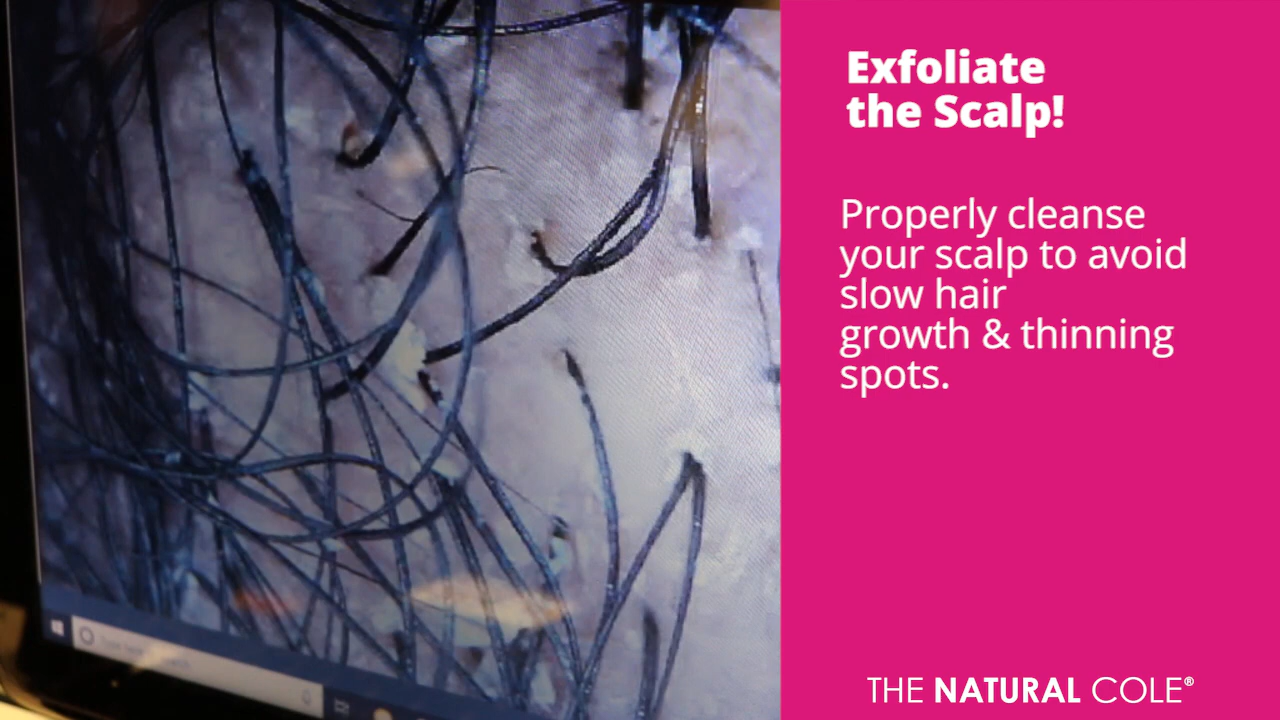 Exfoliate
the Scalp!
Properly cleanse
your scalp to avoid
slow hair
growth & thinning
spots.
THE NATURAL COLE®